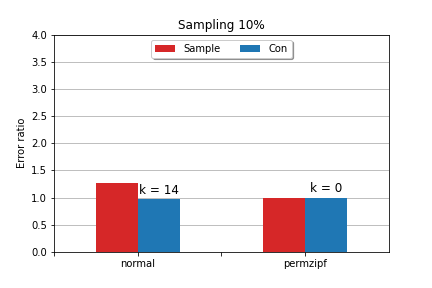 Sampling 10%
4.0
Sample Con
3.5
3.0
2.5
Error ratio
2.0
1.5
k = 14 k = 0
1.0
0.5
0.0
normal permzipf